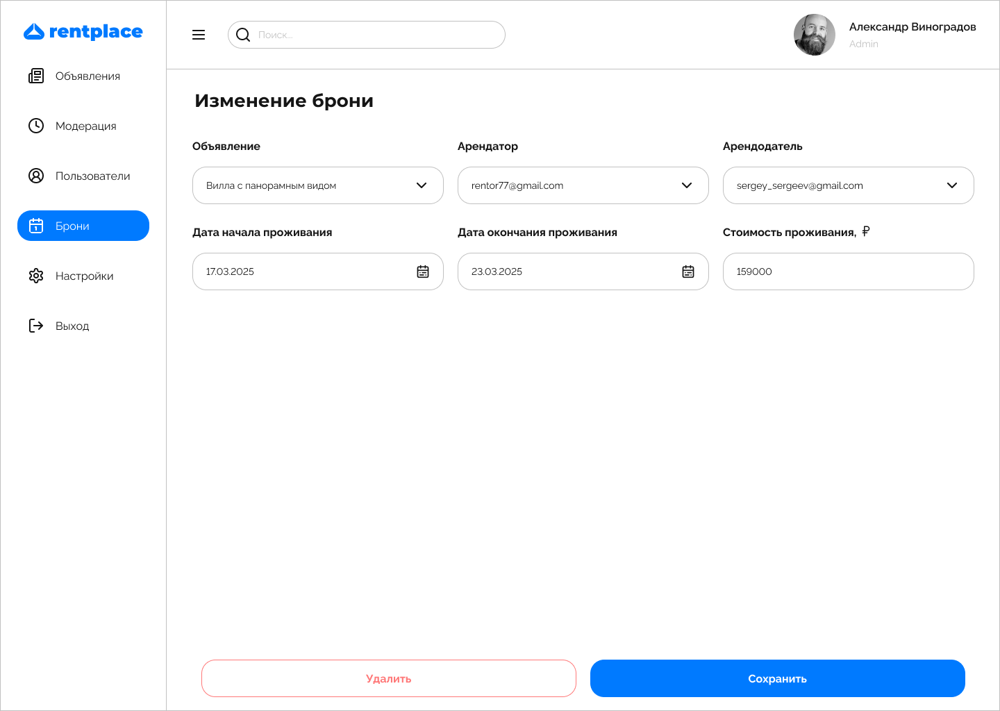 rentplace
Объявления
Модерация
Пользователи
1
Брони
Настройки
Выход
Поиск...
Александр Виноградов
Admin
Изменение брони
Объявление
Арендатор
Арендодатель
Вилла с панорамным видом
rentor77@gmail.com
sergey_sergeev@gmail.com
Дата начала проживания
Дата окончания проживания
Стоимость проживания, ₽
17.03.2025
23.03.2025
159000
Удалить
Сохранить